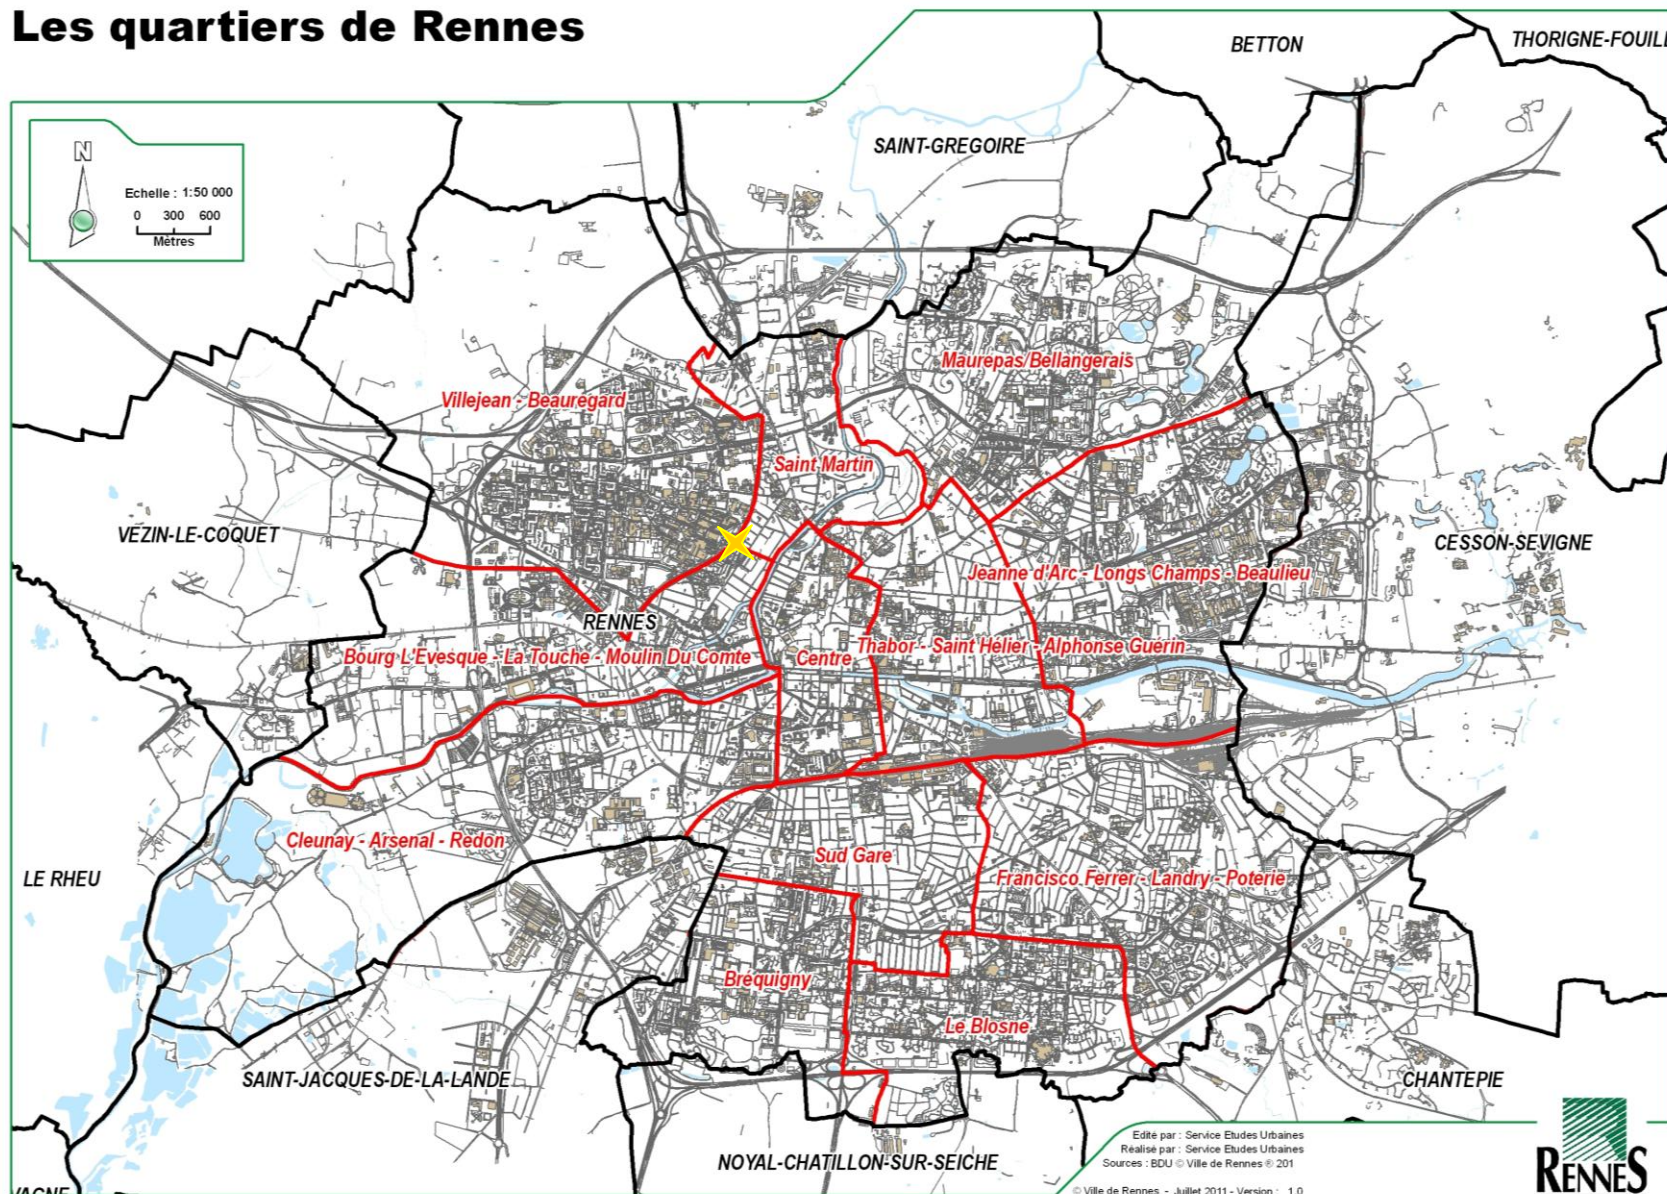 Les quartiers de Rennes
BETTON
THORIGNE-FOUILL
SAINT-GREGOIRE
N
Echelle : 1:50 000
0 300 600
Mètres
Maurepas/Bellangerais
Villejean - Beauregard
Saint Martin
VEZIN-LE-COQUET
CESSON-SEVIGNE
Jeanne d'Arc - Longs Champs - Beaulieu
RENNES
Bourg L'Evesque - La Touche - Moulin Du Comte
Centre
Thabor - Saint Hélier - Alphonse Guérin
Cleunay - Arsenal - Redon
Sud Gare
LE RHEU
Francisco Ferrer - Landry - Poterie
Bréquigny
Le Blosne
SAINT-JACQUES-DE-LA-LANDE
CHANTEPIE
NOYAL-CHATILLON-SUR-SEICHE
Edité par : Service Etudes Urbaines
Réalisé par : Service Etudes Urbaines
Sources : BDU © Ville de Rennes ® 201
© Ville de Rennes - Juillet 2011 - Version : 1.0
RENNES
VAGNE